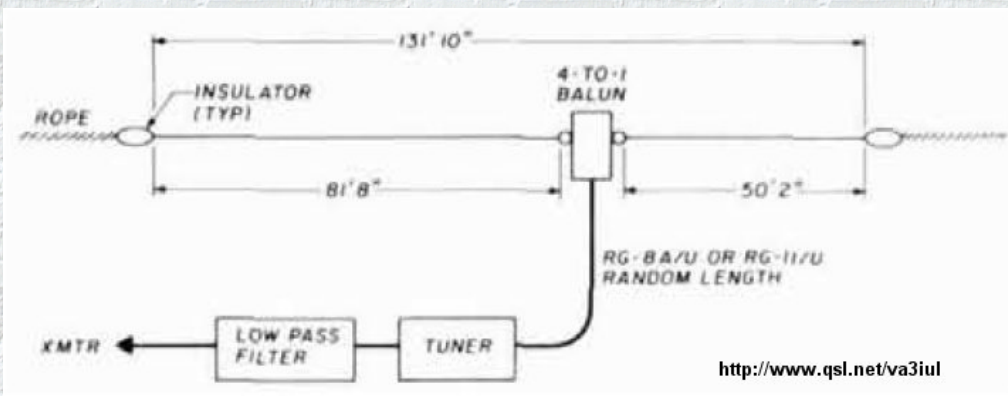 131'10"
4-TO-1
BALUN
INSULATOR
(TYP)
ROPE
81'8"
50'2"
RG-8A/U OR RG-11/U
RANDOM LENGTH
XMTR
LOW PASS
FILTER
TUNER
http://www.qsl.net/va3iul